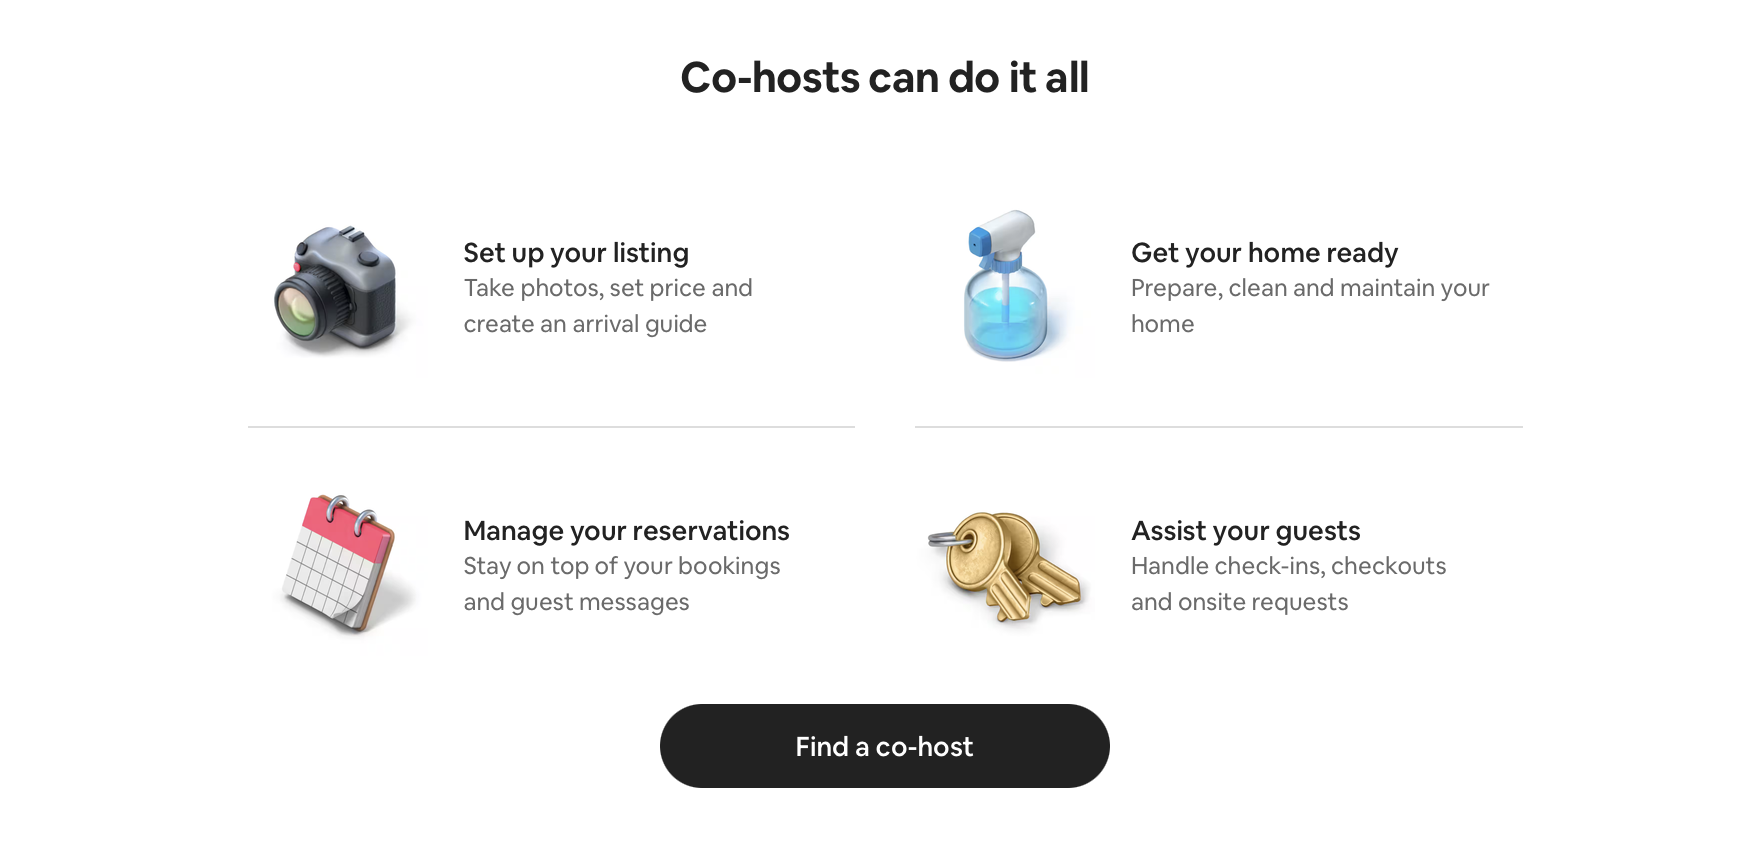 Co-hosts can do it all
Set up your listing
Take photos, set price and
create an arrival guide
Get your home ready
Prepare, clean and maintain your
home
Manage your reservations
Stay on top of your bookings
and guest messages
Assist your guests
Handle check-ins, checkouts
and onsite requests
Find a co-host